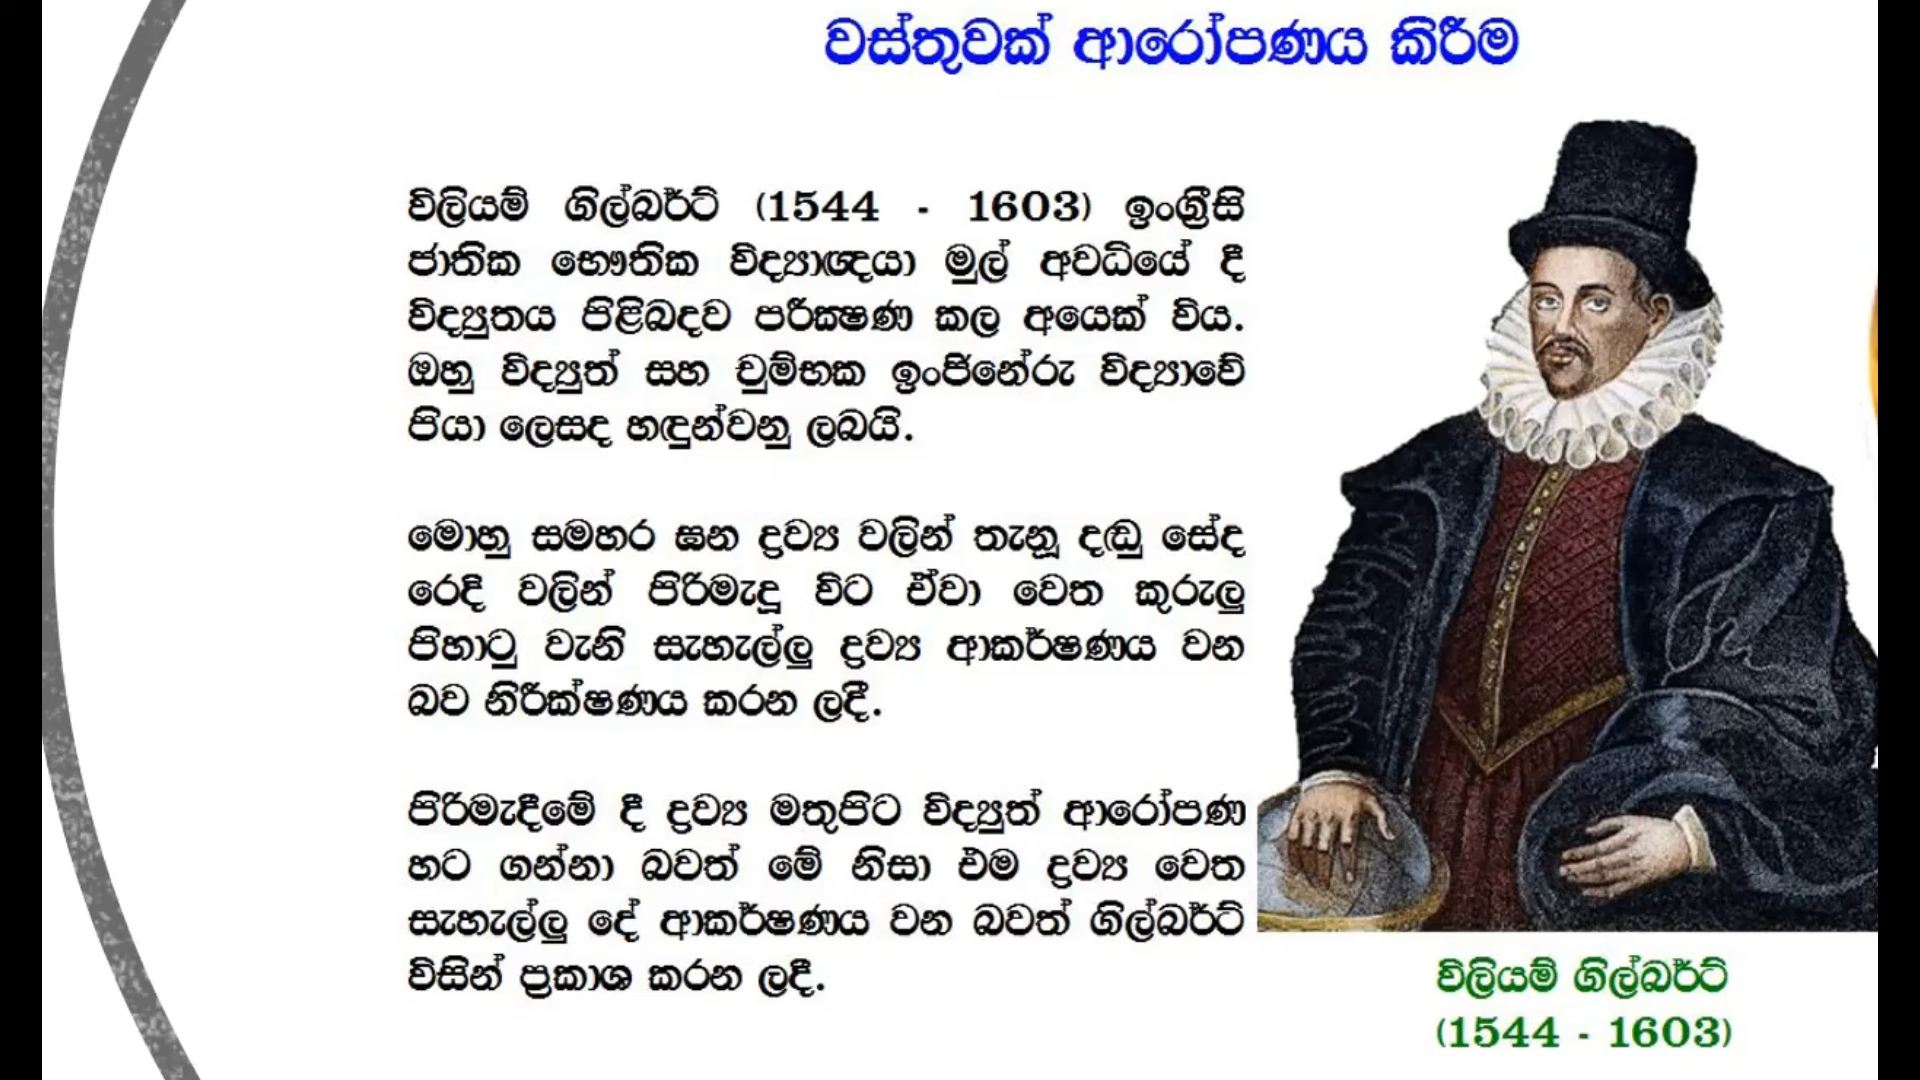 වස්තුවක් ආරෝපණය කිරීම
විලියම් ගිල්බර්ට් (1544 - 1603) ඉංග්‍රීසි
ජාතික භෞතික විද්‍යාඥයා මුල් අවධියේ දී
විද්‍යුතය පිළිබදව පරීක්‍ෂණ කල අයෙක් විය.
ඔහු විද්‍යුත් සහ චුම්භක ඉංජිනේරු විද්‍යාවේ
පියා ලෙසද හඳුන්වනු ලබයි.
මොහු සමහර ඝන ද්‍රව්‍ය වලින් තැනූ දඬු සේද
රෙදි වලින් පිරිමැදූ විට ඒවා වෙත කුරුලු
පිහාටු වැනි සැහැල්ලු ද්‍රව්‍ය ආකර්ෂණය වන
බව නිරීක්ෂණය කරන ලදී.
පිරිමැදීමේ දී ද්‍රව්‍ය මතුපිට විද්‍යුත් ආරෝපණ
හට ගන්නා බවත් මේ නිසා එම ද්‍රව්‍ය වෙත
සැහැල්ලු දේ ආකර්ෂණය වන බවත් ගිල්බර්ට්
විසින් ප්‍රකාශ කරන ලදී.
විලියම් ගිල්බර්ට්
(1544 - 1603)